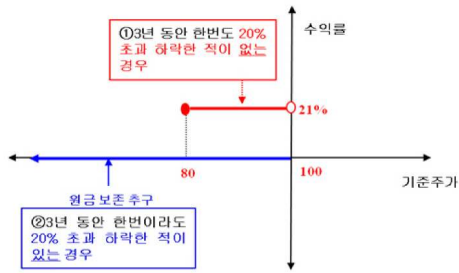 ①3년 동안 한번도 20%
초과 하락한 적이 없는
경우
수익률
21%
80
100
기준주가
원금 보존 추구
②3년 동안 한번이라도
20% 초과 하락한 적이
있는 경우